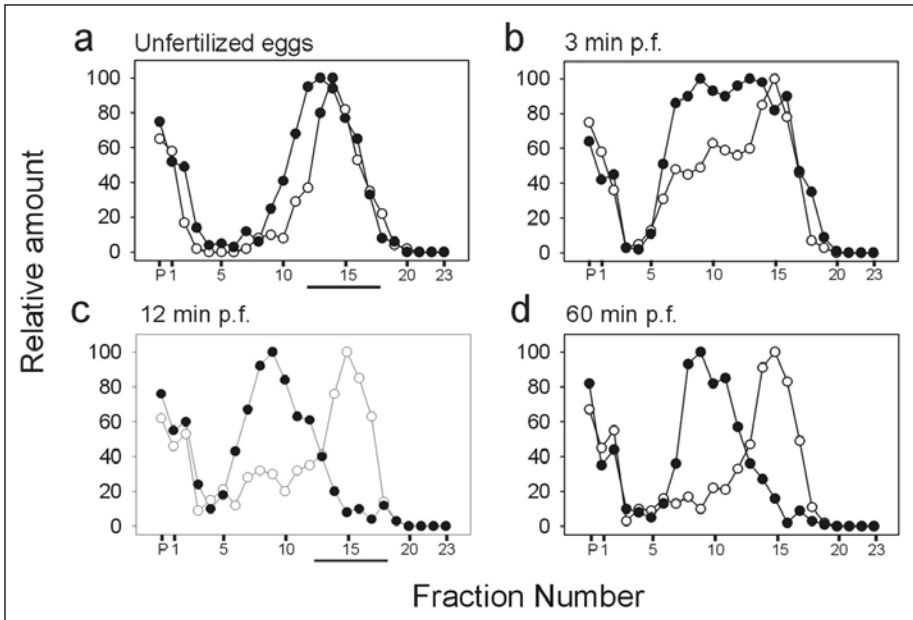 a Unfertilized eggs
100
80
60
40
20
0
P 1 5 10 15 20 23
b 3 min p.f.
100
80
60
40
20
0
P 1 5 10 15 20 23
c 12 min p.f.
100
80
60
40
20
0
P 1 5 10 15 20 23
d 60 min p.f.
100
80
60
40
20
0
P 1 5 10 15 20 23
Relative amount
Fraction Number